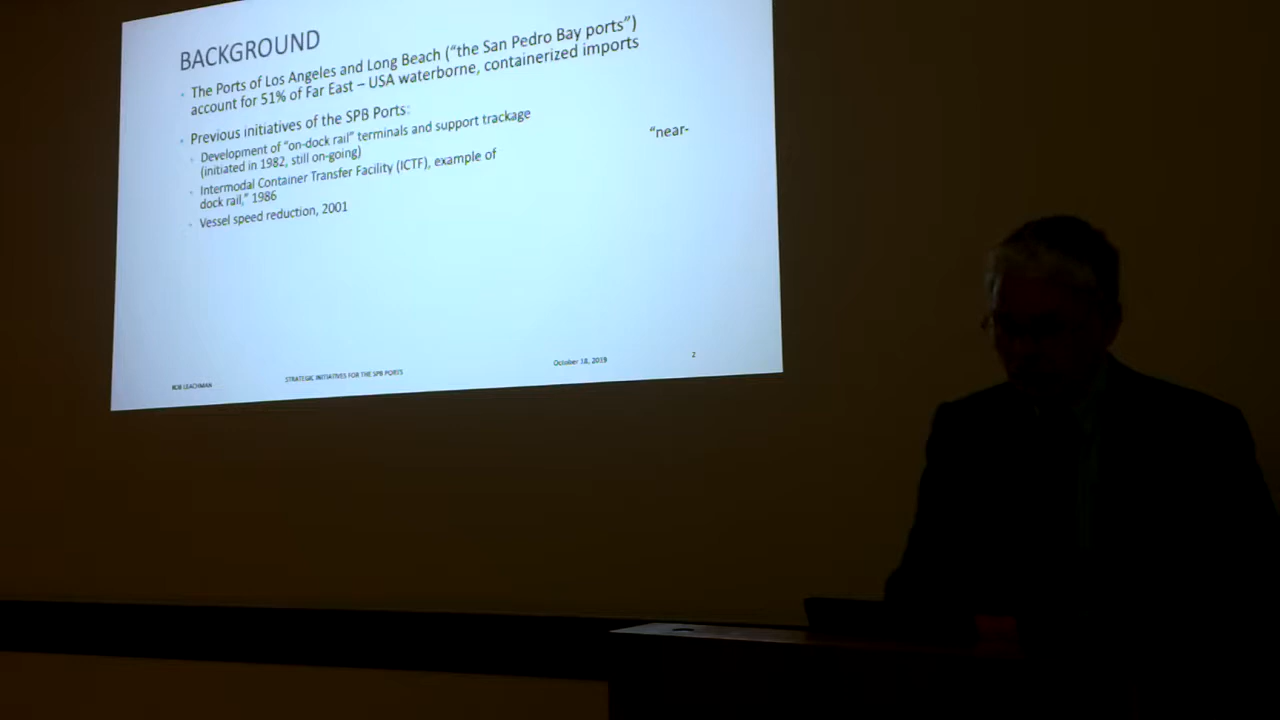 BACKGROUND
• The Ports of Los Angeles and Long Beach (“the San Pedro Bay ports”)
account for 51% of Far East – USA waterborne, containerized imports
• Previous initiatives of the SPB Ports:
• Development of “on-dock rail” terminals and support trackage
(initiated in 1982, still on-going)
• Intermodal Container Transfer Facility (ICTF), example of “near-
dock rail,” 1986
• Vessel speed reduction, 2001
ROB LEACHMAN
STRATEGIC INITIATIVES FOR THE SPB PORTS
October 18, 2019
2